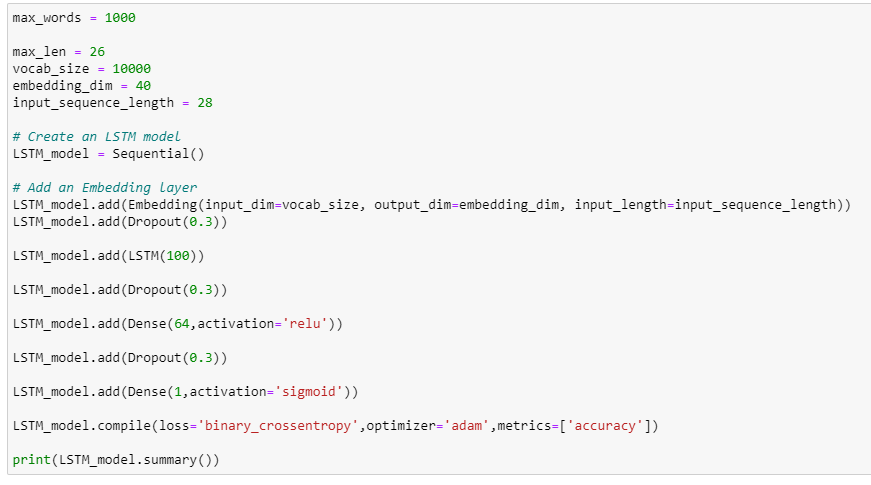 max_words = 1000
max_len = 26
vocab_size = 10000
embedding_dim = 40
input_sequence_length = 28
# Create an LSTM model
LSTM_model = Sequential()
# Add an Embedding Layer
LSTM_model.add(Embedding(input_dim=vocab_size, output_dim=embedding_dim, input_length=input_sequence_length))
LSTM_model.add(Dropout(0.3))
LSTM_model.add(LSTM(100))
LSTM_model.add(Dropout(0.3))
LSTM_model.add(Dense(64,activation='relu'))
LSTM_model.add(Dropout(0.3))
LSTM_model.add(Dense(1,activation='sigmoid'))
LSTM_model.compile(loss='binary_crossentropy',optimizer='adam',metrics=['accuracy'])
print(LSTM_model.summary())